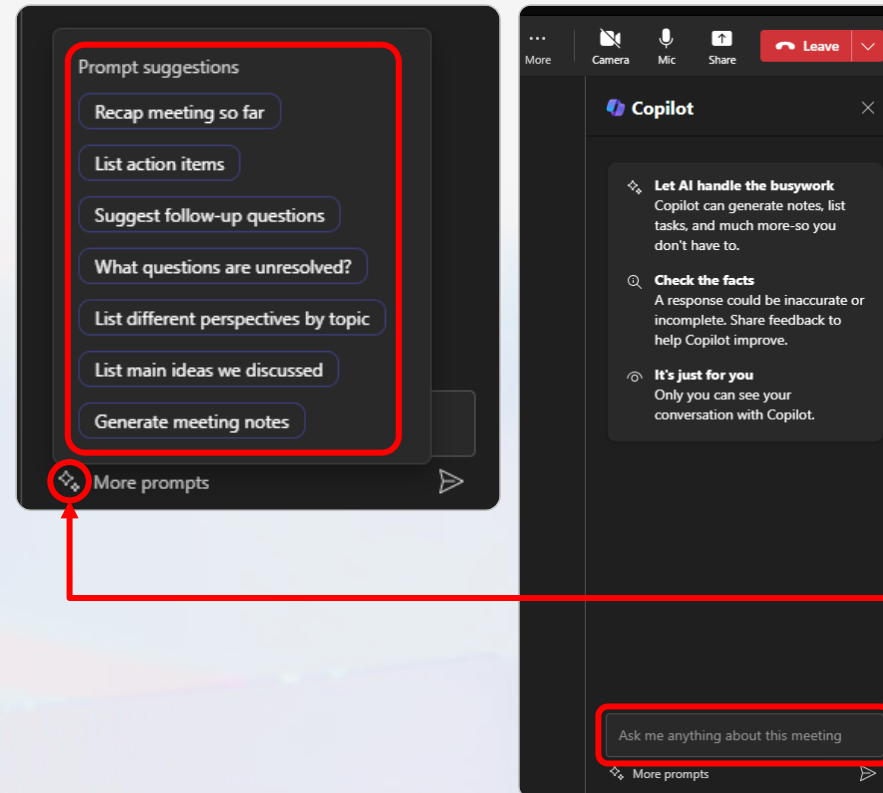 Prompt suggestions
Recap meeting so far
List action items
Suggest follow-up questions
What questions are unresolved?
List different perspectives by topic
List main ideas we discussed
Generate meeting notes
More prompts
More
Camera
Mic
Share
Leave
Copilot
Let AI handle the busywork
Copilot can generate notes, list
tasks, and much more-so you
don't have to.
Check the facts
A response could be inaccurate or
incomplete. Share feedback to
help Copilot improve.
It's just for you
Only you can see your
conversation with Copilot.
Ask me anything about this meeting
More prompts